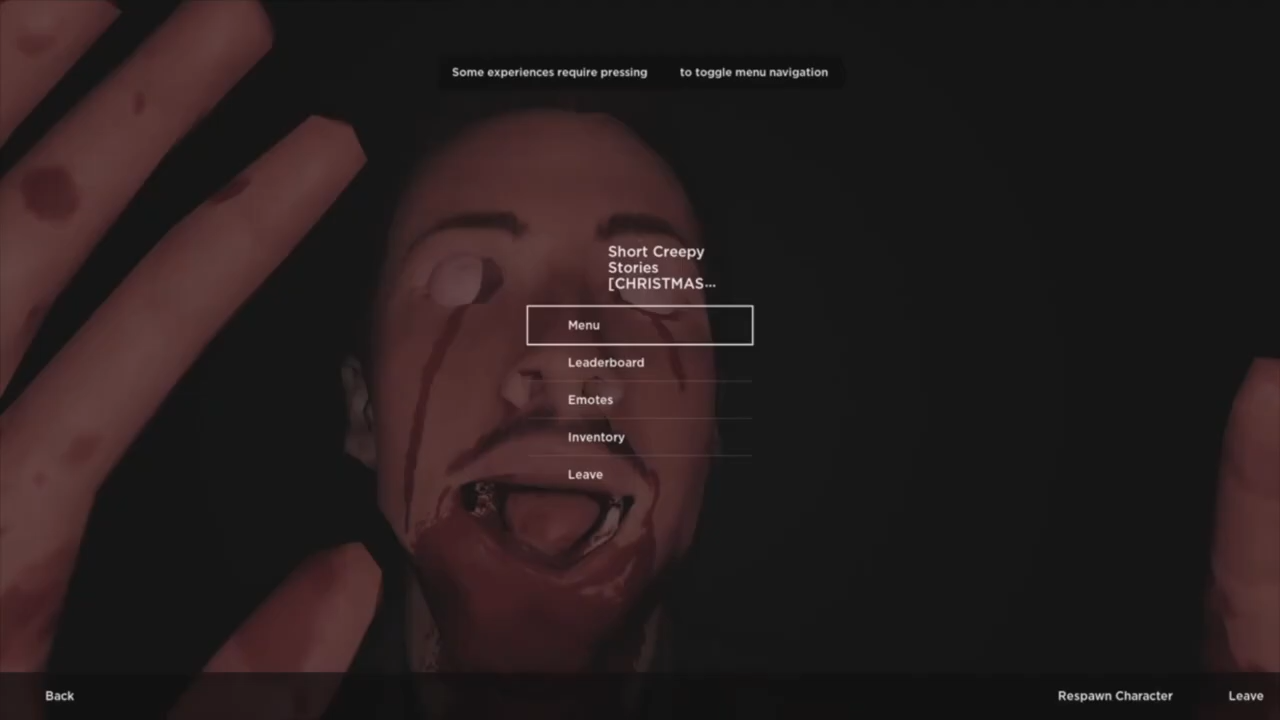 Some experiences require pressing to toggle menu navigation
Short Creepy
Stories
[CHRISTMAS...
Menu
Leaderboard
Emotes
Inventory
Leave
Back
Respawn Character
Leave